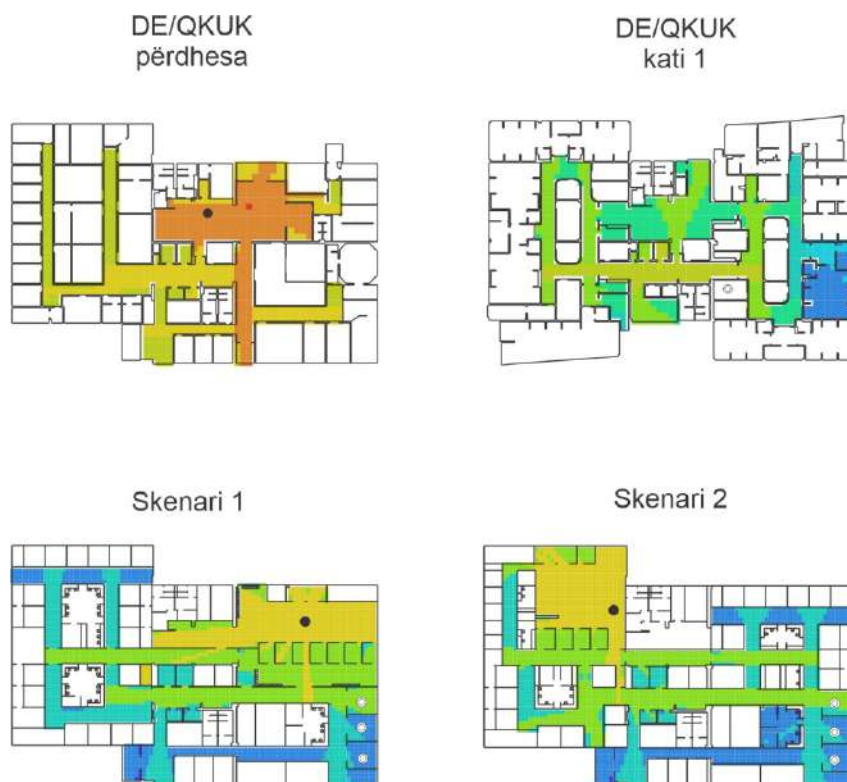 DE/QKUK
përdhesa
DE/QKUK
kati 1
Skenari 1
Skenari 2